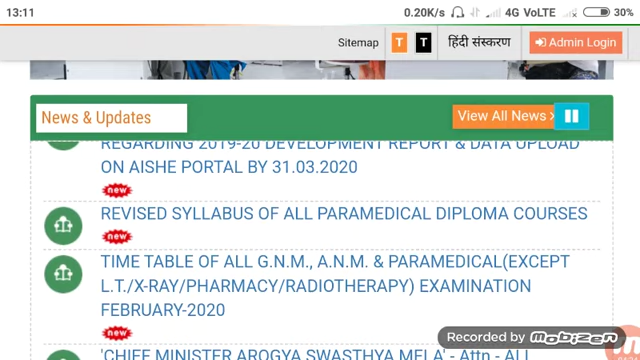 13:11
0.20K/s 4G VoLTE 30%
Sitemap T T हिंदी संस्करण Admin Login
News & Updates
View All News
REGARDING 2019-20 DEVELOPMENT REPORT & DATA UPLOAD
ON AISHE PORTAL BY 31.03.2020
new
REVISED SYLLABUS OF ALL PARAMEDICAL DIPLOMA COURSES
new
TIME TABLE OF ALL G.N.M., A.N.M. & PARAMEDICAL(EXCEPT
L.T./X-RAY/PHARMACY/RADIOTHERAPY) EXAMINATION
FEBRUARY-2020
new
'CHIEF MINISTER AROGYA SWASTHYA MELA' - Attn - ALL
Recorded by Mobizen